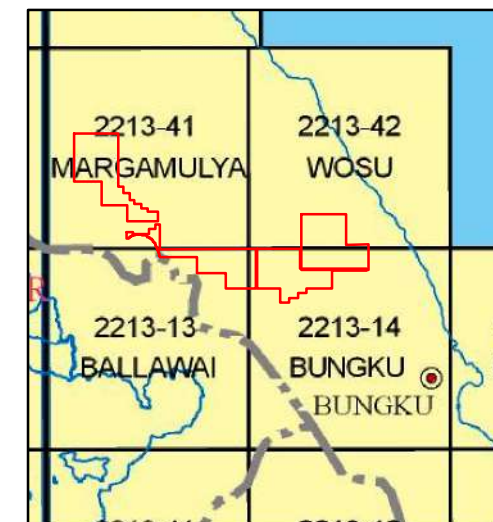 2213-41
MARGAMULYA
2213-42
WOSU
R
2213-13
BALLAWAI
2213-14
BUNGKU
BUNGKU